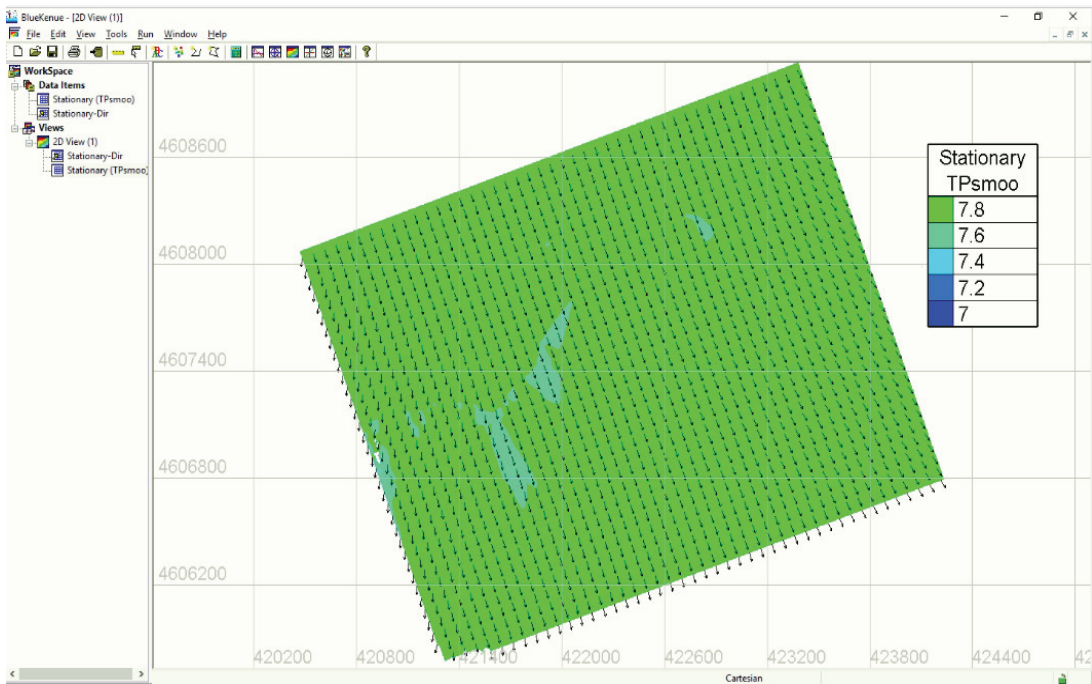 BlueKenue - [2D View (1)]
File Edit View Tools Run Window Help
WorkSpace
Data Items
Stationary (TPsmoo)
Stationary-Dir
Views
2D View (1)
Stationary-Dir
Stationary (TPsmoo)
4608600
4608000
4607400
4606800
4606200
420200 420800 421400 422000 422600 423200 423800 424400 42
Stationary
TPsmoo
7.8
7.6
7.4
7.2
7
Cartesian